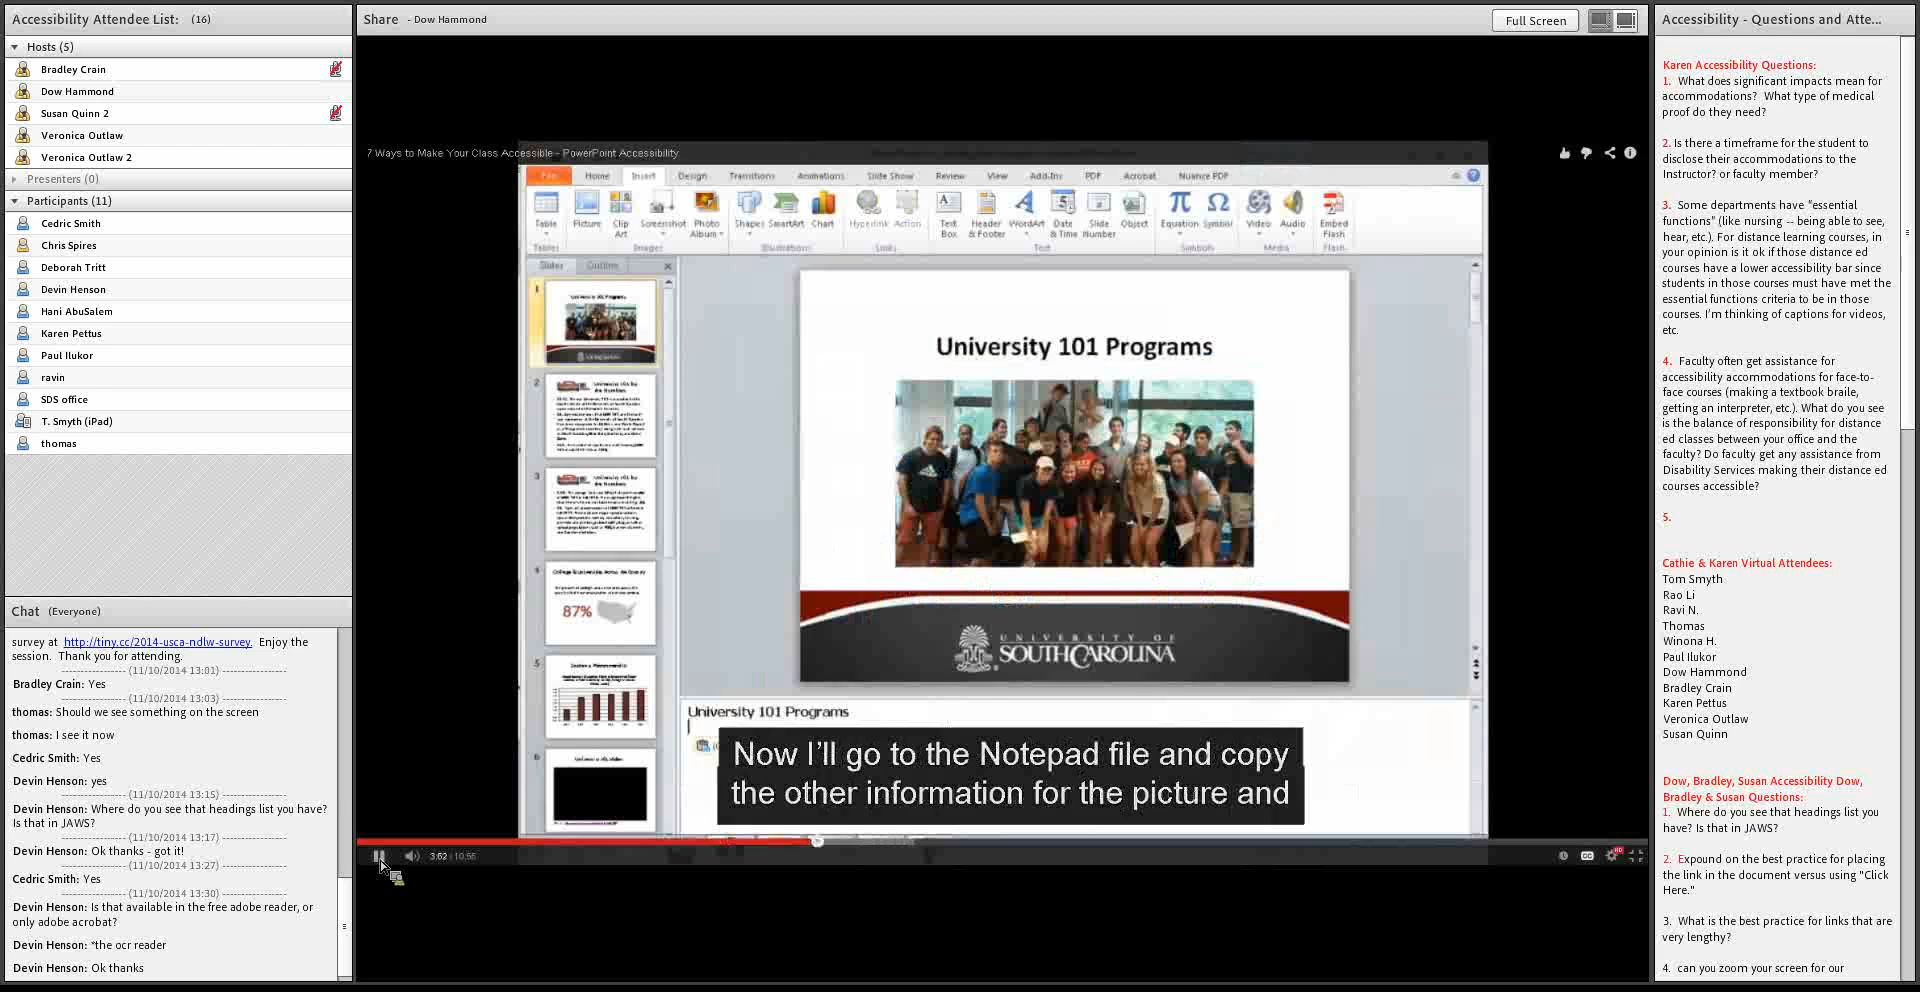 Accessibility Attendee List: (16)
Hosts (5)
Bradley Crain
Dow Hammond
Susan Quinn 2
Veronica Outlaw
Veronica Outlaw 2
Presenters (0)
Participants (11)
Cedric Smith
Chris Spires
Deborah Tritt
Devin Henson
Hani AbuSalem
Karen Pettus
Paul Ilukor
ravin
SDS office
T. Smyth (iPad)
thomas
Chat (Everyone)
survey at http://tiny.cc/2014-usca-ndlw-survey. Enjoy the
session. Thank you for attending.
(11/10/2014 13:01)
Bradley Crain: Yes
(11/10/2014 13:03)
thomas: Should we see something on the screen
thomas: I see it now
Cedric Smith: Yes
Devin Henson: yes
(11/10/2014 13:15)
Devin Henson: Where do you see that headings list you have?
Is that in JAWS?
(11/10/2014 13:17)
Devin Henson: Ok thanks - got it!
(11/10/2014 13:27)
Cedric Smith: Yes
(11/10/2014 13:30)
Devin Henson: Is that available in the free adobe reader, or
only adobe acrobat?
Devin Henson: *the ocr reader
Devin Henson: Ok thanks
Share - Dow Hammond
Full Screen
7 Ways to Make Your Class Accessible - PowerPoint Accessibility
File Home Insert Design Transitions Animations Slide Show Review View Add-Ins PDF Acrobat Nuance PDF
Table Picture Clip Art Screenshot Photo Album Shapes SmartArt Chart Hyperlink Action Text Box Header & Footer WordArt Date & Time Slide Number Object Equation Symbol Video Audio Embed Flash
Tables Images Illustrations Links Text Symbols Media Flash
Slides Outline
1
University 101 Programs
2
3
4
87%
5
6
University 101 Programs
UNIVERSITY OF
SOUTH CAROLINA
University 101 Programs
Now I'll go to the Notepad file and copy
the other information for the picture and
3:52 / 10:55
CC
HD
Accessibility - Questions and Atte...
Karen Accessibility Questions:
1. What does significant impacts mean for
accommodations? What type of medical
proof do they need?
2. Is there a timeframe for the student to
disclose their accommodations to the
Instructor? or faculty member?
3. Some departments have "essential
functions" (like nursing -- being able to see,
hear, etc.). For distance learning courses, in
your opinion is it ok if those distance ed
courses have a lower accessibility bar since
students in those courses must have met the
essential functions criteria to be in those
courses. I'm thinking of captions for videos,
etc.
4. Faculty often get assistance for
accessibility accommodations for face-to-
face courses (making a textbook braile,
getting an interpreter, etc.). What do you see
is the balance of responsibility for distance
ed classes between your office and the
faculty? Do faculty get any assistance from
Disability Services making their distance ed
courses accessible?
5.
Cathie & Karen Virtual Attendees:
Tom Smyth
Rao Li
Ravi N.
Thomas
Winona H.
Paul Ilukor
Dow Hammond
Bradley Crain
Karen Pettus
Veronica Outlaw
Susan Quinn
Dow, Bradley, Susan Accessibility Dow,
Bradley & Susan Questions:
1. Where do you see that headings list you
have? Is that in JAWS?
2. Expound on the best practice for placing
the link in the document versus using "Click
Here."
3. What is the best practice for links that are
very lengthy?
4. can you zoom your screen for our